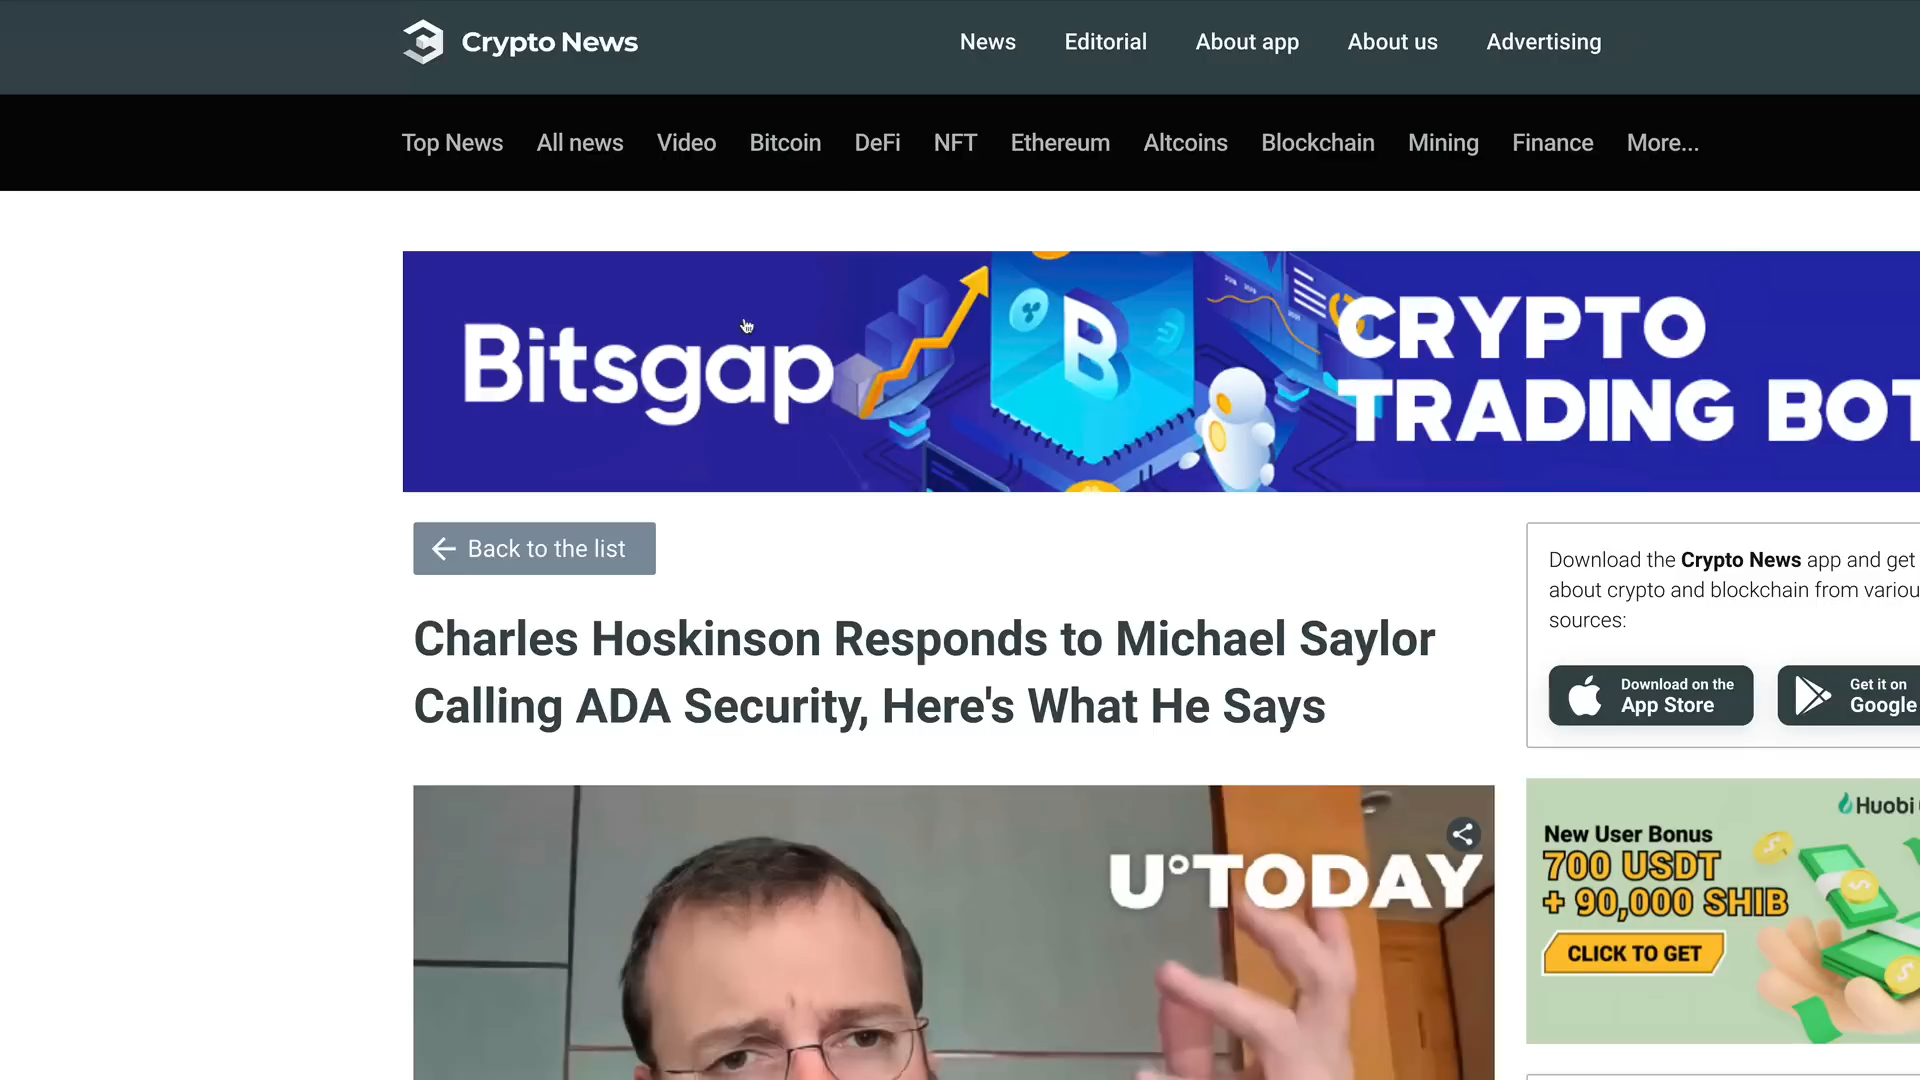 Crypto News
News Editorial About app About us Advertising
Top News All news Video Bitcoin DeFi NFT Ethereum Altcoins Blockchain Mining Finance More...
Bitsgap
B
CRYPTO
TRADING BOT
Back to the list
Charles Hoskinson Responds to Michael Saylor
Calling ADA Security, Here's What He Says
U°TODAY
Download the Crypto News app and get
about crypto and blockchain from variou
sources:
Download on the
App Store
Get it on
Google
Huobi
New User Bonus
700 USDT
+ 90,000 SHIB
CLICK TO GET